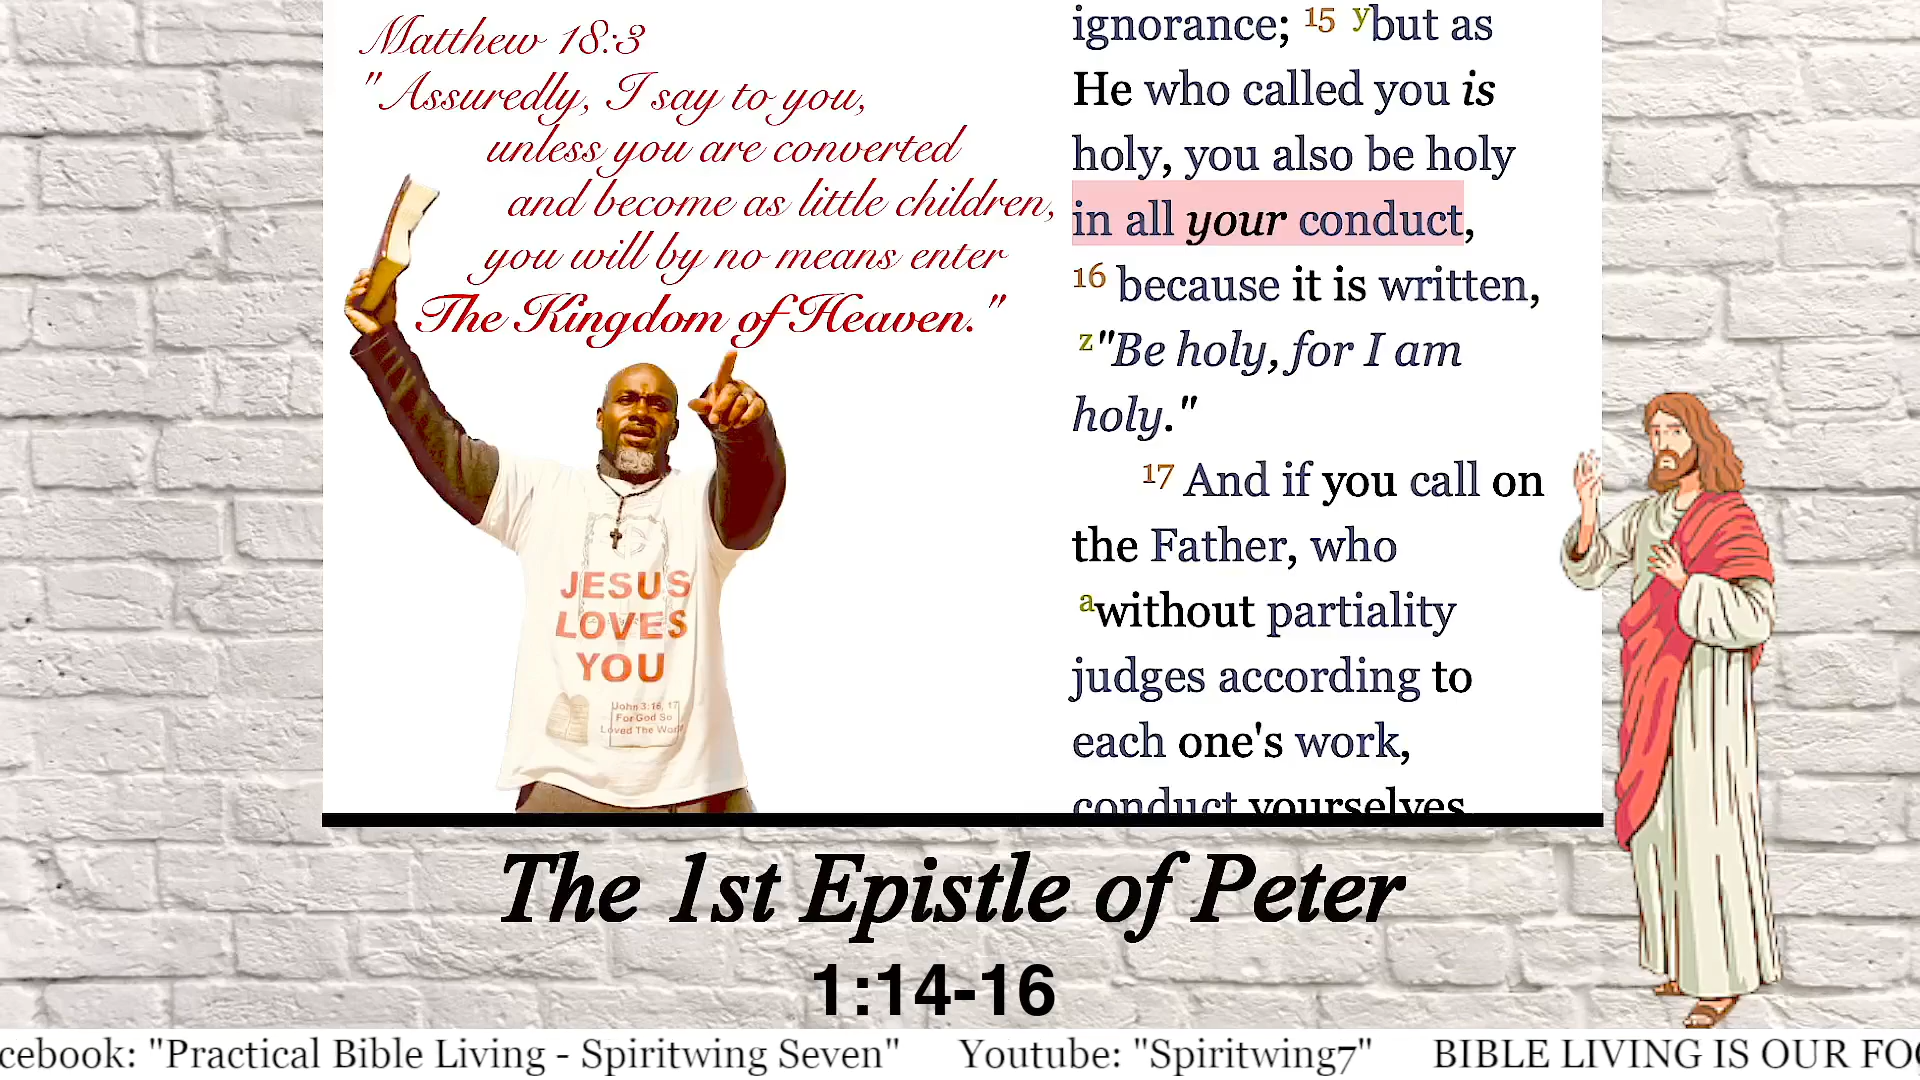 Matthew 18:3
"Assuredly, I say to you,
unless you are converted
and become as little children,
you will by no means enter
The Kingdom of Heaven."
JESUS
LOVES
YOU
John 3:16, 17
For God So
Loved The World
ignorance; 15 ybut as
He who called you is
holy, you also be holy
in all your conduct,
16 because it is written,
z"Be holy, for I am
holy."
17 And if you call on
the Father, who
awithout partiality
judges according to
each one's work,
conduct yourselves
The 1st Epistle of Peter
1:14-16
cebook: "Practical Bible Living - Spiritwing Seven" Youtube: "Spiritwing7" BIBLE LIVING IS OUR FOC